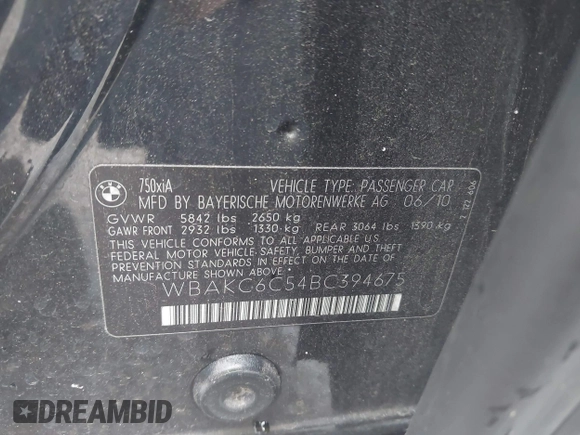 BMW
750xiA VEHICLE TYPE: PASSENGER CAR
MFD BY BAYERISCHE MOTORENWERKE AG 06/10
GVWR 5842 lbs 2650 kg
GAWR FRONT 2932 lbs 1330 kg REAR 3064 lbs 1390 kg
THIS VEHICLE CONFORMS TO ALL APPLICABLE
FEDERAL MOTOR VEHICLE SAFETY, BUMPER AND THEFT
PREVENTION STANDARDS IN EFFECT ON THE DATE OF
MANUFACTURE SHOWN ABOVE.
WBAKC6C54BC394675
DREAMBID